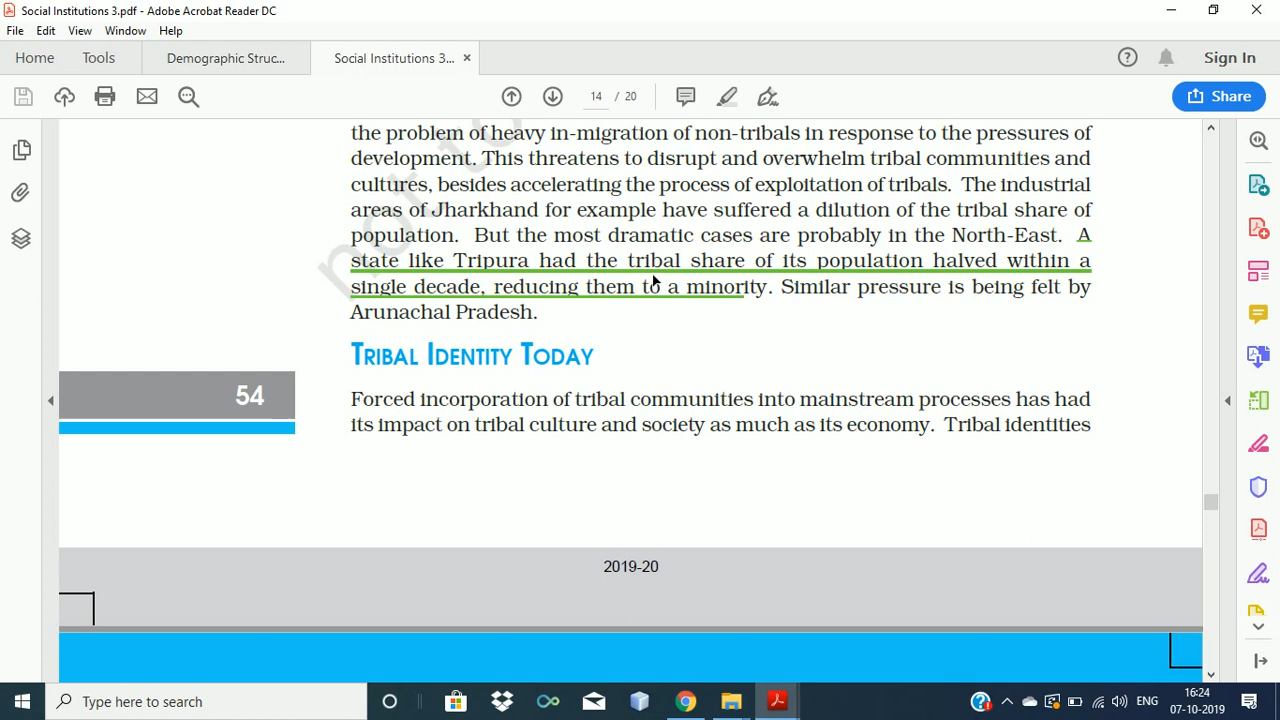 Social Institutions 3.pdf - Adobe Acrobat Reader DC
File Edit View Window Help
Home Tools Demographic Struc... Social Institutions 3... × Sign In
14 / 20 Share
the problem of heavy in-migration of non-tribals in response to the pressures of
development. This threatens to disrupt and overwhelm tribal communities and
cultures, besides accelerating the process of exploitation of tribals. The industrial
areas of Jharkhand for example have suffered a dilution of the tribal share of
population. But the most dramatic cases are probably in the North-East. A
state like Tripura had the tribal share of its population halved within a
single decade, reducing them to a minority. Similar pressure is being felt by
Arunachal Pradesh.
TRIBAL IDENTITY TODAY
54
Forced incorporation of tribal communities into mainstream processes has had
its impact on tribal culture and society as much as its economy. Tribal identities
not to
2019-20
Type here to search
ENG
16:24
07-10-2019